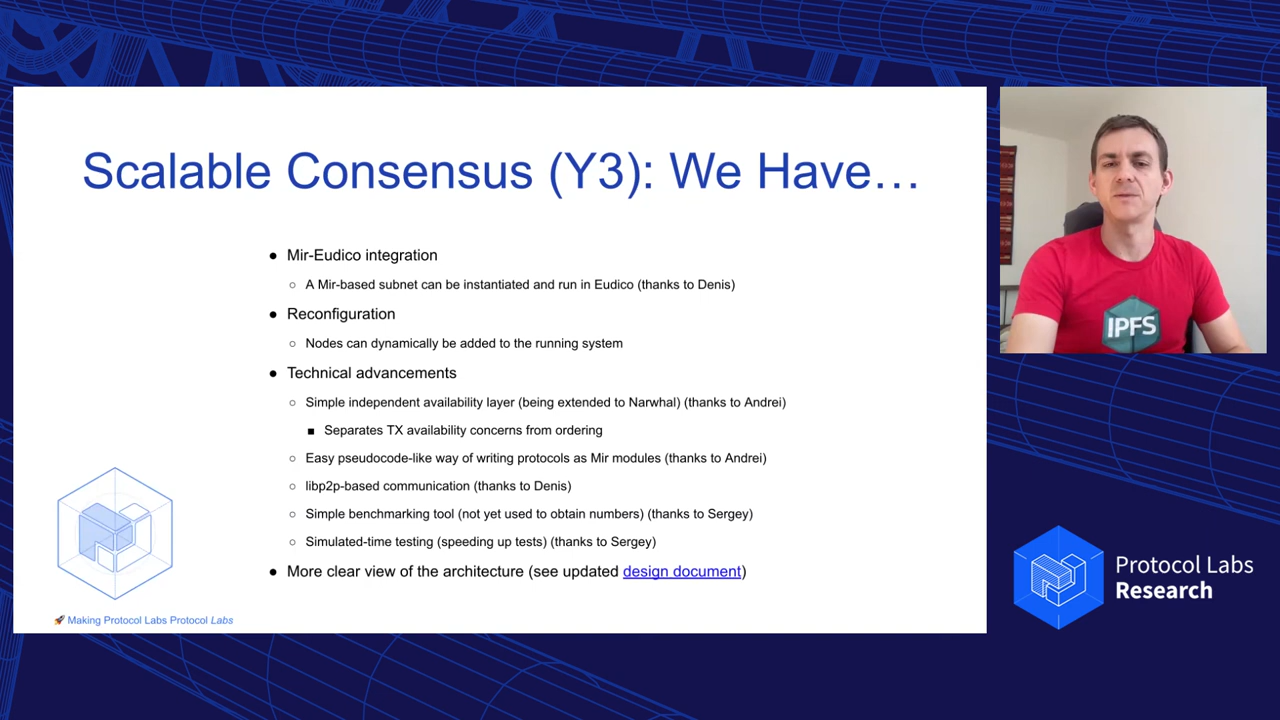 Scalable Consensus (Y3): We Have…
● Mir-Eudico integration
○ A Mir-based subnet can be instantiated and run in Eudico (thanks to Denis)
● Reconfiguration
○ Nodes can dynamically be added to the running system
● Technical advancements
○ Simple independent availability layer (being extended to Narwhal) (thanks to Andrei)
■ Separates TX availability concerns from ordering
○ Easy pseudocode-like way of writing protocols as Mir modules (thanks to Andrei)
○ libp2p-based communication (thanks to Denis)
○ Simple benchmarking tool (not yet used to obtain numbers) (thanks to Sergey)
○ Simulated-time testing (speeding up tests) (thanks to Sergey)
● More clear view of the architecture (see updated design document)
🚀 Making Protocol Labs Protocol Labs
IPFS
Protocol Labs
Research